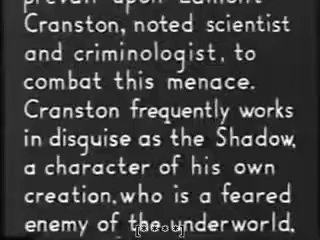 prevail upon Lamont
Cranston, noted scientist
and criminologist, to
combat this menace.
Cranston frequently works
in disguise as the Shadow,
a character of his own
creation, who is a feared
enemy of the underworld.